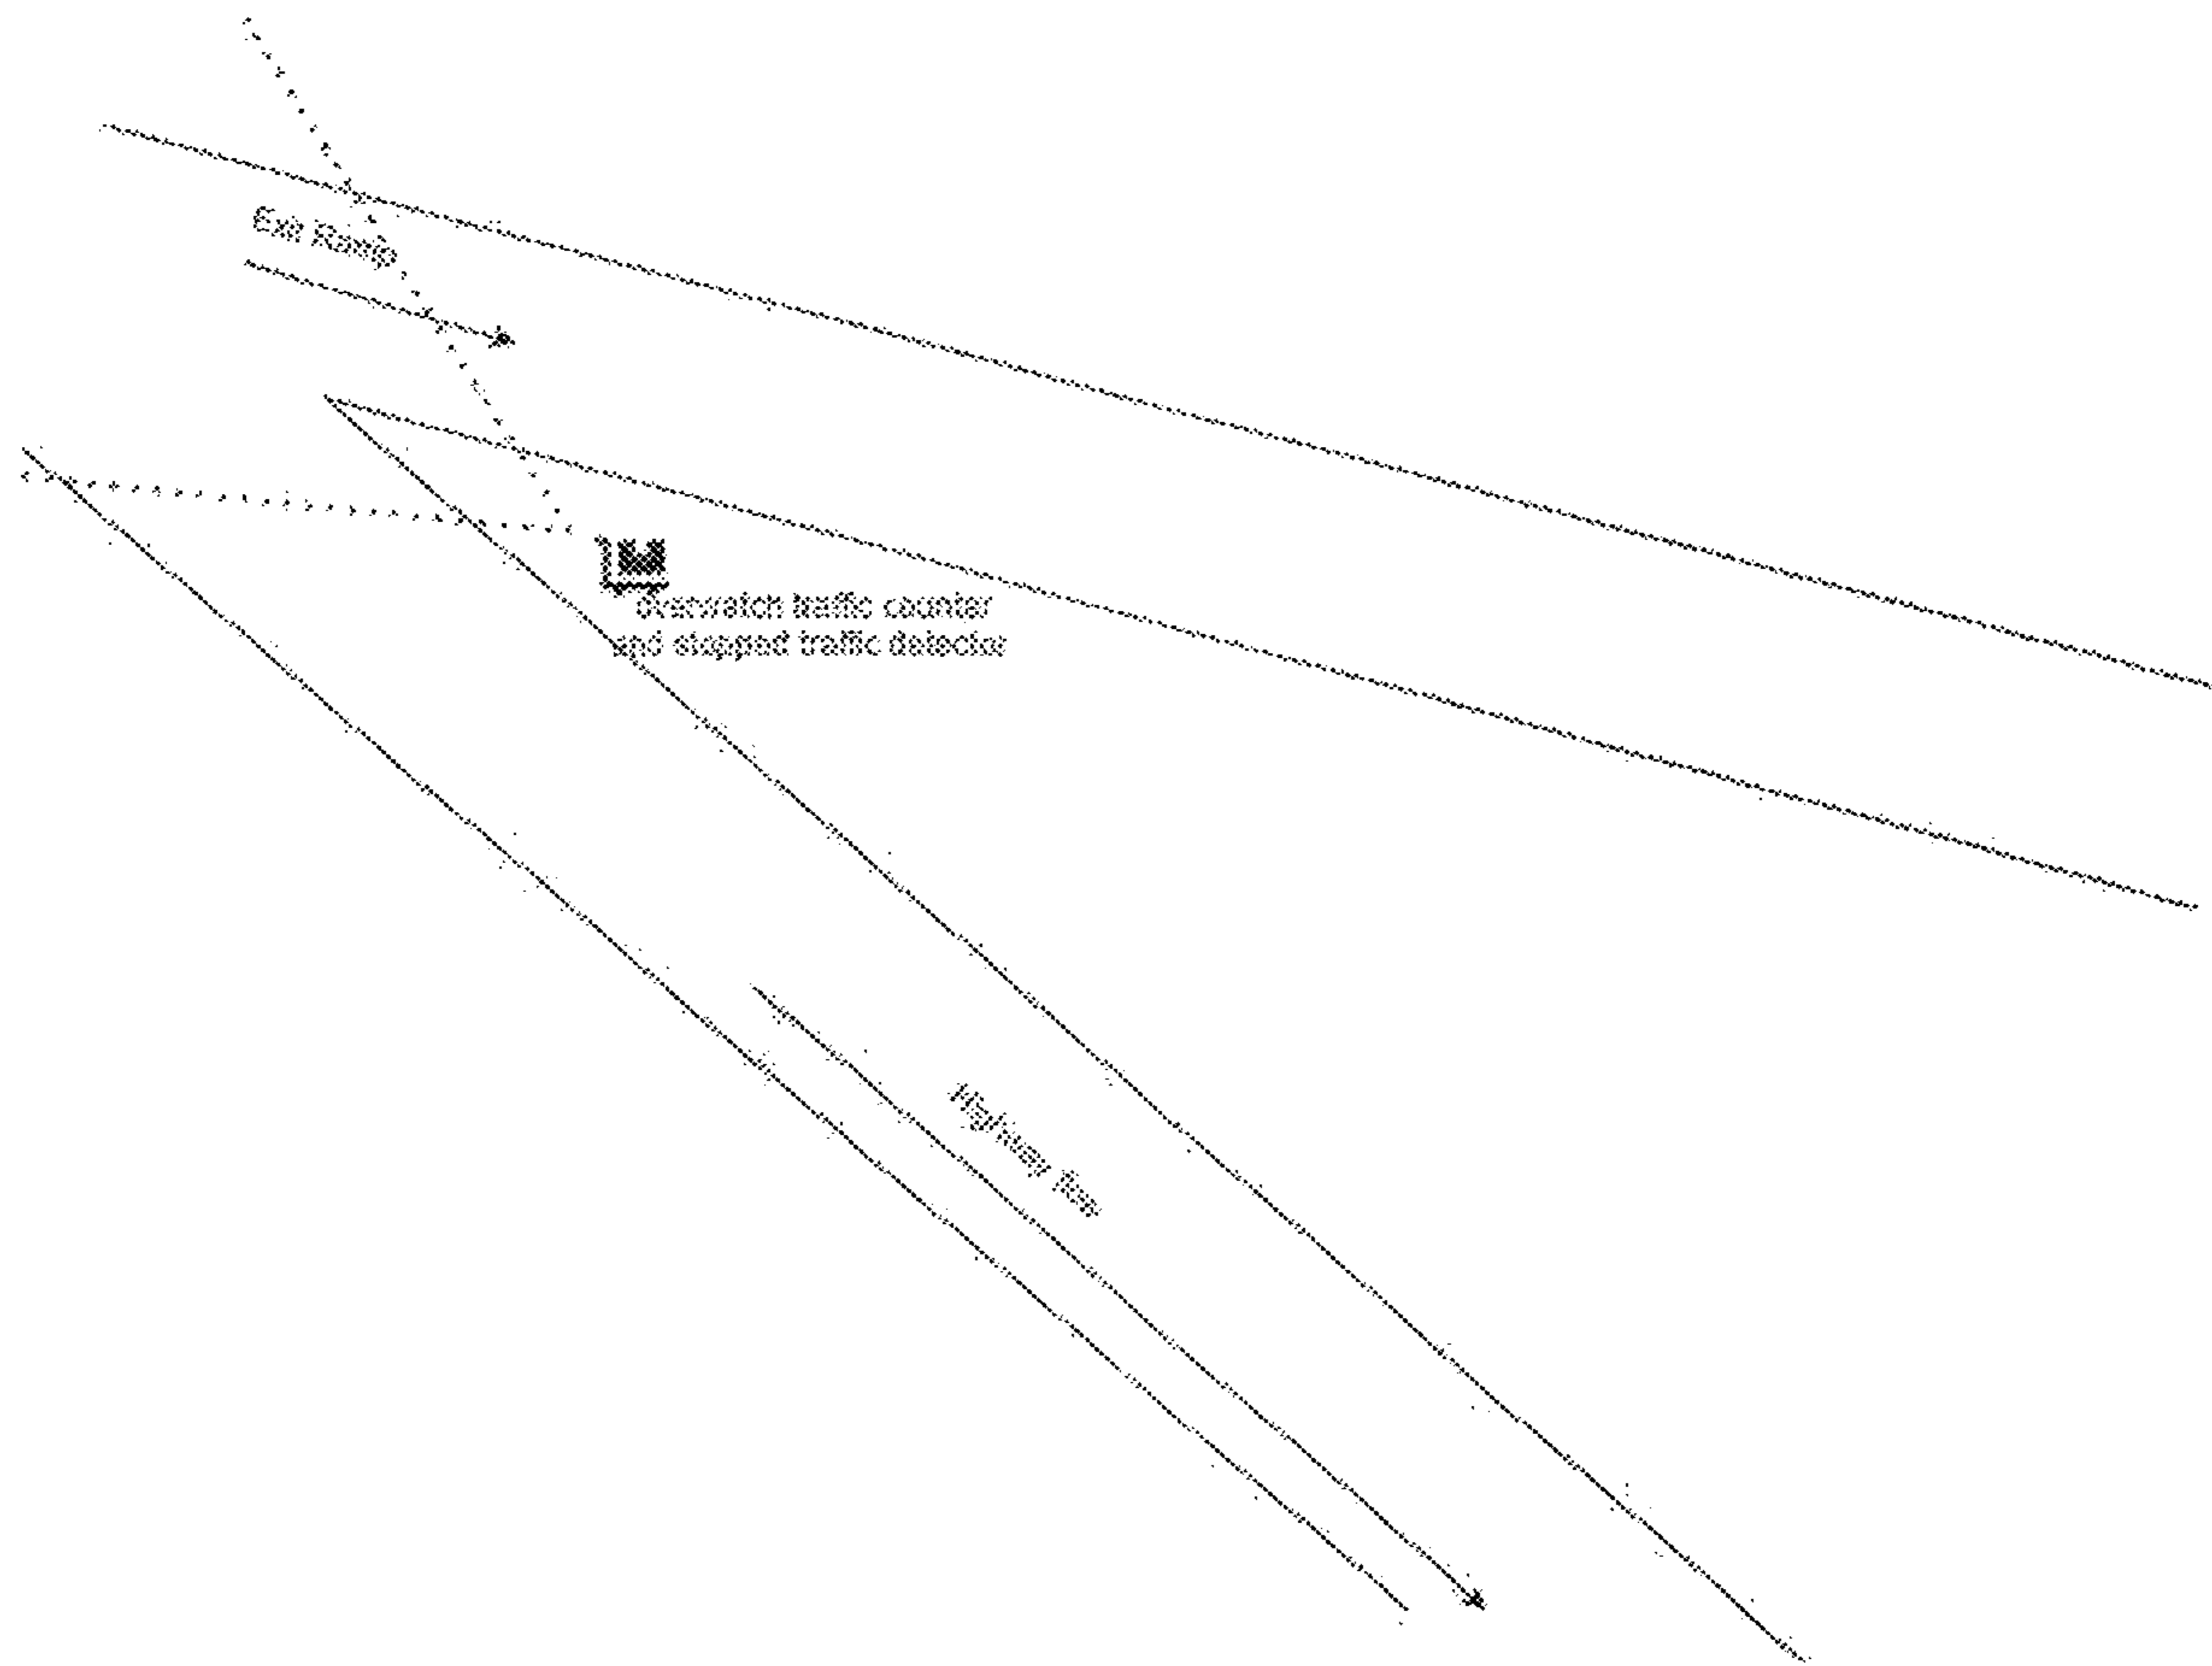 Exit Ramp
Overwatch traffic counter
and stopped traffic detector
Highway flow